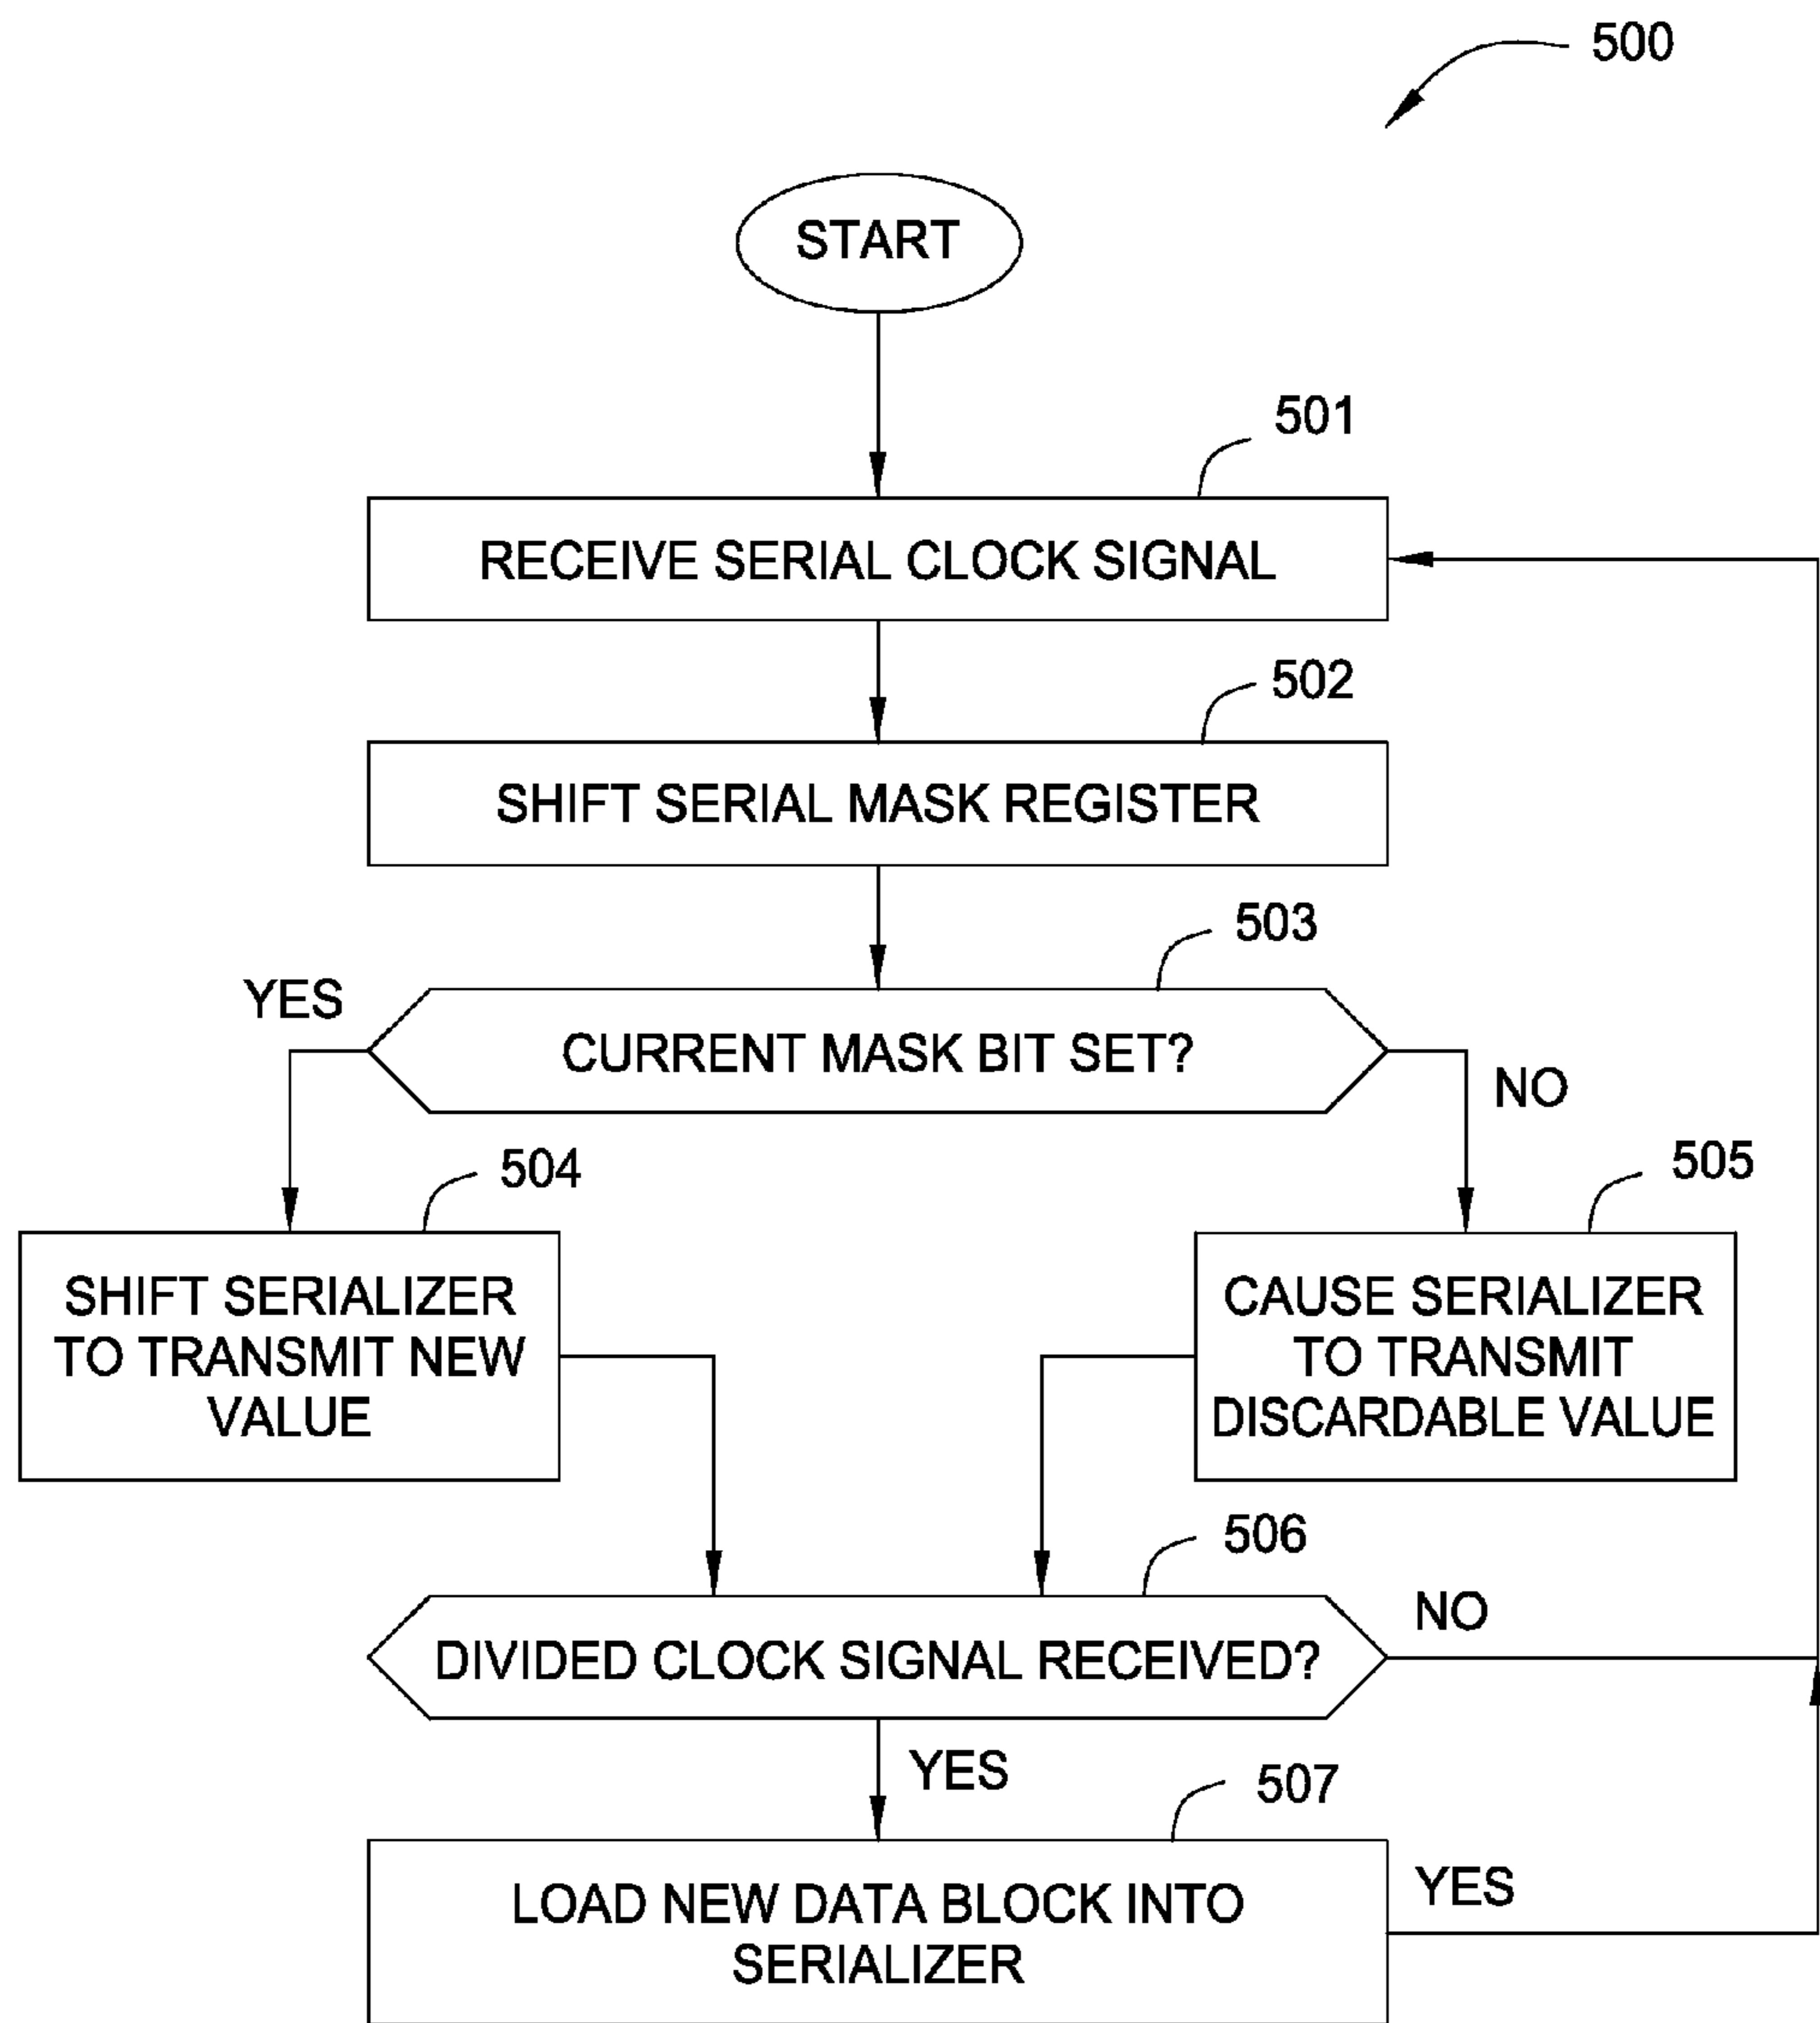 500
START
501
RECEIVE SERIAL CLOCK SIGNAL
502
SHIFT SERIAL MASK REGISTER
503
YES
CURRENT MASK BIT SET?
NO
504
505
SHIFT SERIALIZER
TO TRANSMIT NEW
VALUE
CAUSE SERIALIZER
TO TRANSMIT
DISCARDABLE VALUE
506
NO
DIVIDED CLOCK SIGNAL RECEIVED?
YES
507
LOAD NEW DATA BLOCK INTO
SERIALIZER
YES